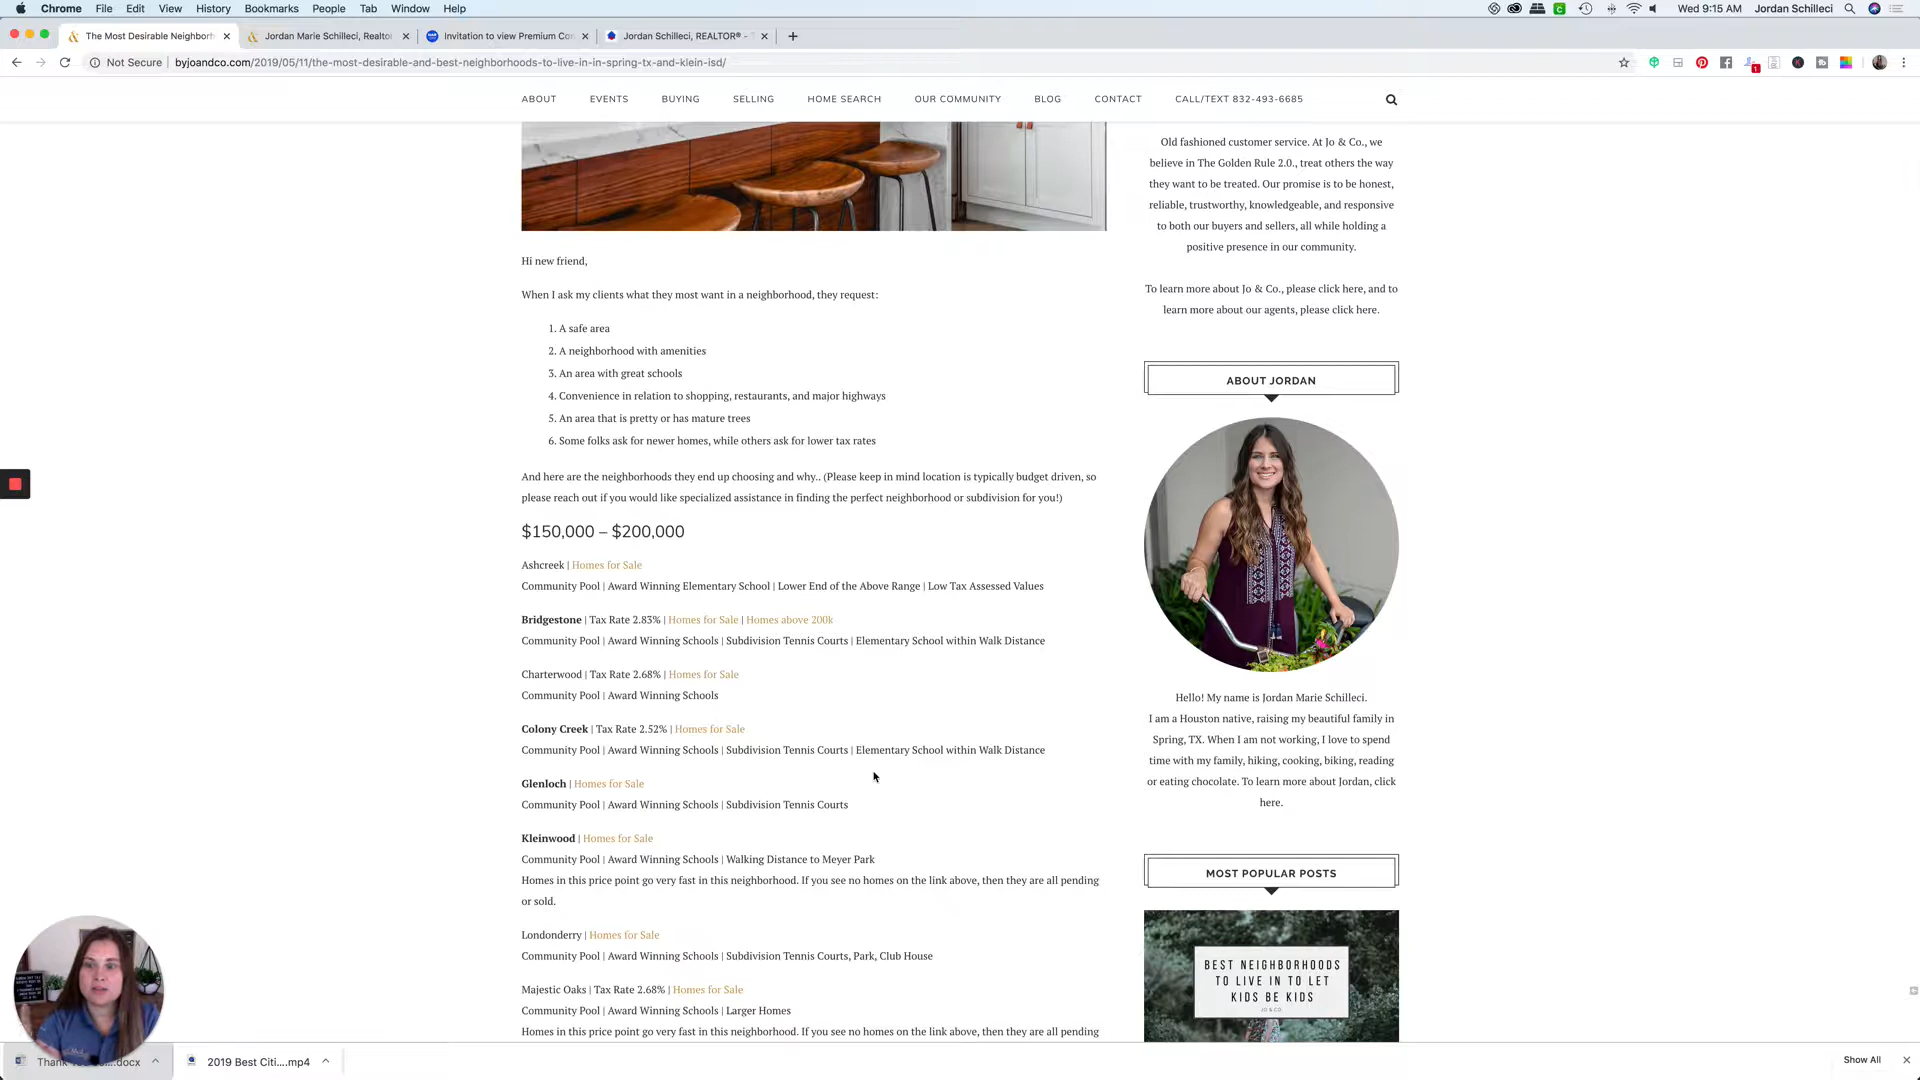 Chrome File Edit View History Bookmarks People Tab Window Help
Wed 9:15 AM Jordan Schilleci
The Most Desirable Neighborh
Jordan Marie Schilleci, Realto
Invitation to view Premium Co
Jordan Schilleci, REALTOR® -
Not Secure | byjoandco.com/2019/05/11/the-most-desirable-and-best-neighborhoods-to-live-in-in-spring-tx-and-klein-isd/
ABOUT EVENTS BUYING SELLING HOME SEARCH OUR COMMUNITY BLOG CONTACT CALL/TEXT 832-493-6685
Hi new friend,
When I ask my clients what they most want in a neighborhood, they request:
1. A safe area
2. A neighborhood with amenities
3. An area with great schools
4. Convenience in relation to shopping, restaurants, and major highways
5. An area that is pretty or has mature trees
6. Some folks ask for newer homes, while others ask for lower tax rates
And here are the neighborhoods they end up choosing and why.. (Please keep in mind location is typically budget driven, so
please reach out if you would like specialized assistance in finding the perfect neighborhood or subdivision for you!)
$150,000 – $200,000
Ashcreek | Homes for Sale
Community Pool | Award Winning Elementary School | Lower End of the Above Range | Low Tax Assessed Values
Bridgestone | Tax Rate 2.83% | Homes for Sale | Homes above 200k
Community Pool | Award Winning Schools | Subdivision Tennis Courts | Elementary School within Walk Distance
Charterwood | Tax Rate 2.68% | Homes for Sale
Community Pool | Award Winning Schools
Colony Creek | Tax Rate 2.52% | Homes for Sale
Community Pool | Award Winning Schools | Subdivision Tennis Courts | Elementary School within Walk Distance
Glenloch | Homes for Sale
Community Pool | Award Winning Schools | Subdivision Tennis Courts
Kleinwood | Homes for Sale
Community Pool | Award Winning Schools | Walking Distance to Meyer Park
Homes in this price point go very fast in this neighborhood. If you see no homes on the link above, then they are all pending
or sold.
Londonderry | Homes for Sale
Community Pool | Award Winning Schools | Subdivision Tennis Courts, Park, Club House
Majestic Oaks | Tax Rate 2.68% | Homes for Sale
Community Pool | Award Winning Schools | Larger Homes
Homes in this price point go very fast in this neighborhood. If you see no homes on the link above, then they are all pending
Old fashioned customer service. At Jo & Co., we
believe in The Golden Rule 2.0., treat others the way
they want to be treated. Our promise is to be honest,
reliable, trustworthy, knowledgeable, and responsive
to both our buyers and sellers, all while holding a
positive presence in our community.
To learn more about Jo & Co., please click here, and to
learn more about our agents, please click here.
ABOUT JORDAN
Hello! My name is Jordan Marie Schilleci.
I am a Houston native, raising my beautiful family in
Spring, TX. When I am not working, I love to spend
time with my family, hiking, cooking, biking, reading
or eating chocolate. To learn more about Jordan, click
here.
MOST POPULAR POSTS
BEST NEIGHBORHOODS
TO LIVE IN TO LET
KIDS BE KIDS
JO & CO.
.docx
2019 Best Citi....mp4
Show All